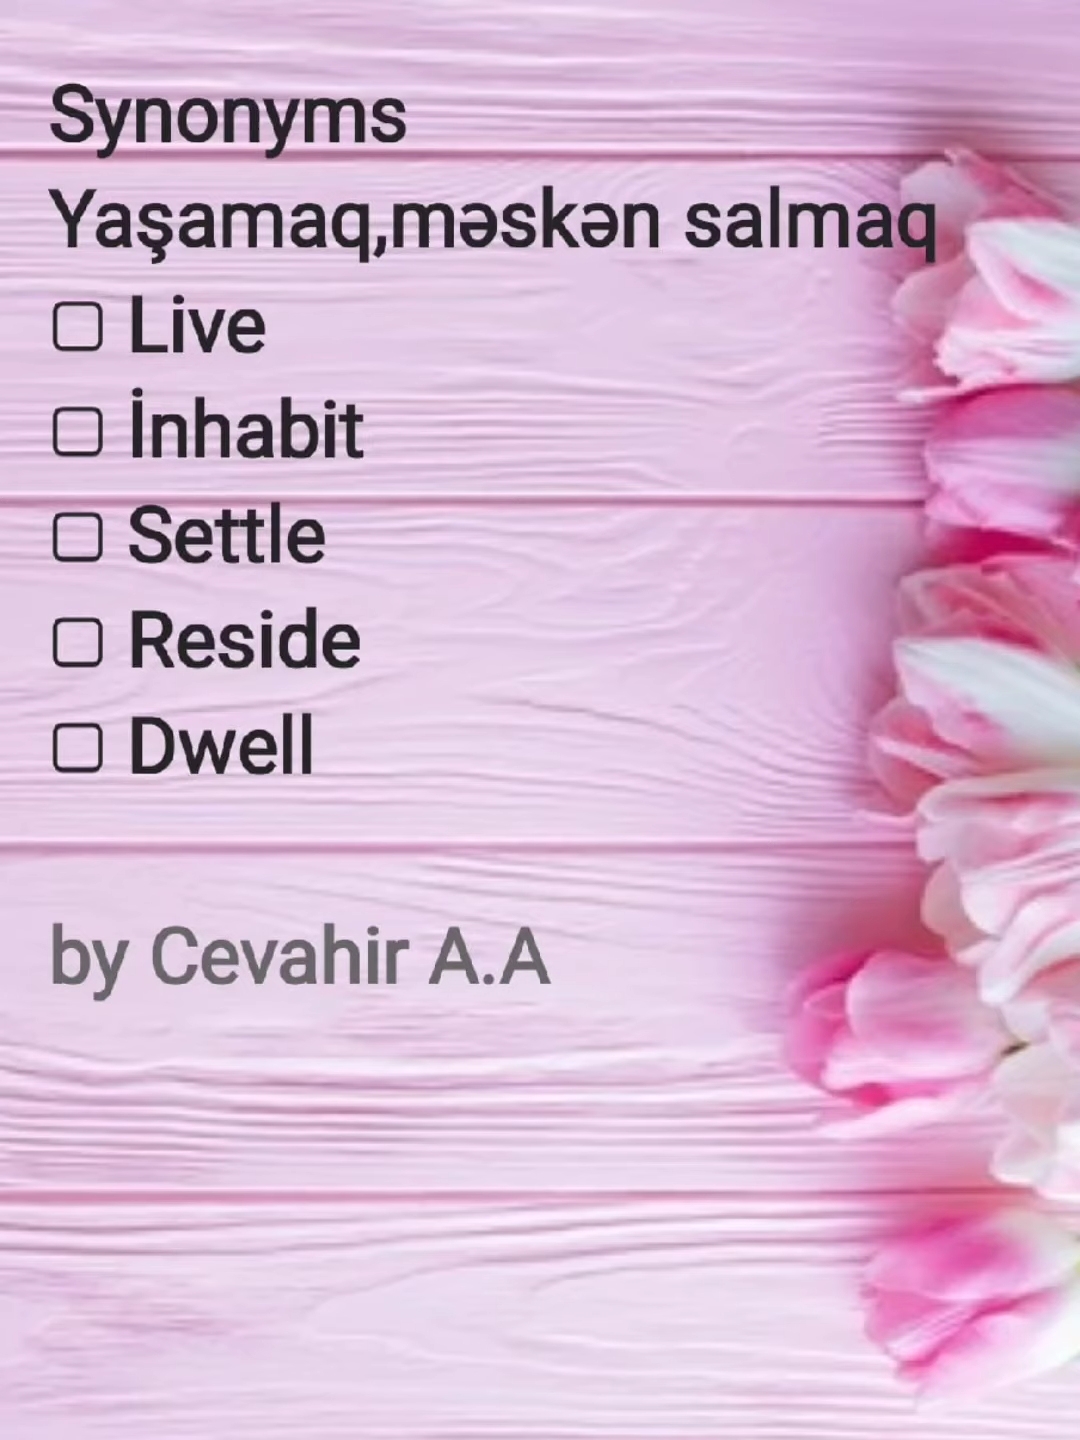 Synonyms
Yaşamaq,məskən salmaq
Live
İnhabit
Settle
Reside
Dwell
by Cevahir A.A